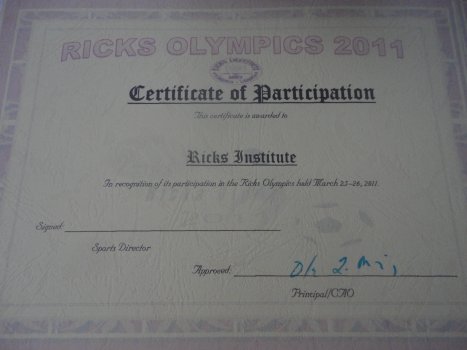 RICKS OLYMPICS 2011
Certificate of Participation
This certificate is awarded to
Ricks Institute
In recognition of its participation in the Ricks Olympics held March 23-26, 2011.
Signed:
Sports Director
Approved:
Principal/CAO